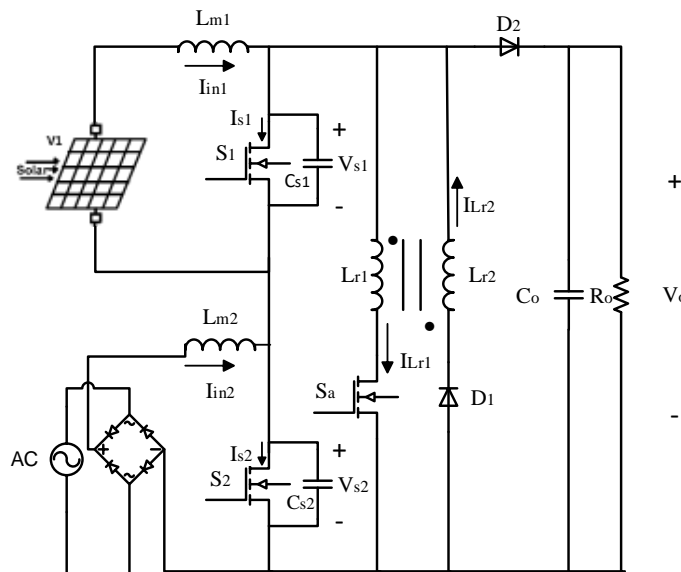 Lm1
D2
Iin1
Is1
+
V1
Solar
S1
Vs1
Cs1
-
+
ILr2
Lr1
Lr2
Co
Ro
Vo
Lm2
Iin2
ILr1
Sa
D1
-
Is2
+
AC
+
-
~
~
S2
Vs2
Cs2
-